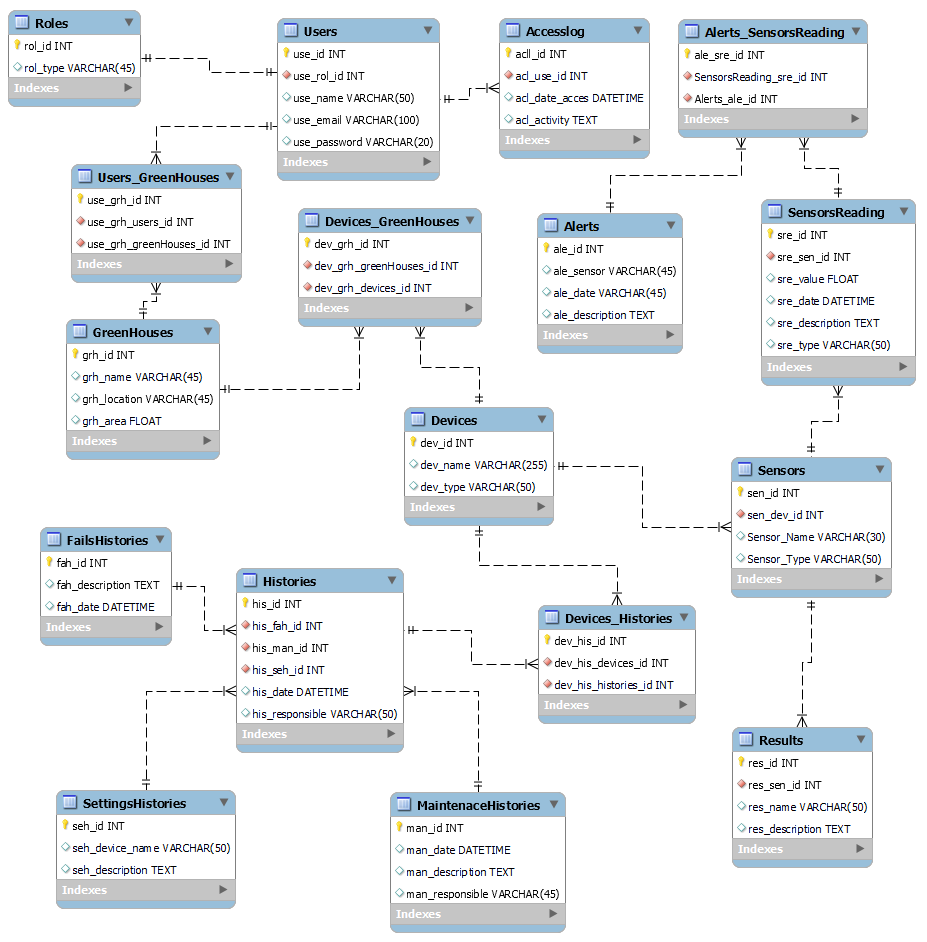 Roles
rol_id INT
rol_type VARCHAR(45)
Indexes
Users
use_id INT
use_rol_id INT
use_name VARCHAR(50)
use_email VARCHAR(100)
use_password VARCHAR(20)
Indexes
Accesslog
acll_id INT
acl_use_id INT
acl_date_acces DATETIME
acl_activity TEXT
Indexes
Alerts_SensorsReading
ale_sre_id INT
SensorsReading_sre_id INT
Alerts_ale_id INT
Indexes
Users_GreenHouses
use_grh_id INT
use_grh_users_id INT
use_grh_greenHouses_id INT
Indexes
Devices_GreenHouses
dev_grh_id INT
dev_grh_greenHouses_id INT
dev_grh_devices_id INT
Indexes
Alerts
ale_id INT
ale_sensor VARCHAR(45)
ale_date VARCHAR(45)
ale_description TEXT
Indexes
SensorsReading
sre_id INT
sre_sen_id INT
sre_value FLOAT
sre_date DATETIME
sre_description TEXT
sre_type VARCHAR(50)
Indexes
GreenHouses
grh_id INT
grh_name VARCHAR(45)
grh_location VARCHAR(45)
grh_area FLOAT
Indexes
Devices
dev_id INT
dev_name VARCHAR(255)
dev_type VARCHAR(50)
Indexes
Sensors
sen_id INT
sen_dev_id INT
Sensor_Name VARCHAR(30)
Sensor_Type VARCHAR(50)
Indexes
FailsHistories
fah_id INT
fah_description TEXT
fah_date DATETIME
Indexes
Histories
his_id INT
his_fah_id INT
his_man_id INT
his_seh_id INT
his_date DATETIME
his_responsible VARCHAR(50)
Indexes
Devices_Histories
dev_his_id INT
dev_his_devices_id INT
dev_his_histories_id INT
Indexes
Results
res_id INT
res_sen_id INT
res_name VARCHAR(50)
res_description TEXT
Indexes
SettingsHistories
seh_id INT
seh_device_name VARCHAR(50)
seh_description TEXT
Indexes
MaintenaceHistories
man_id INT
man_date DATETIME
man_description TEXT
man_responsible VARCHAR(45)
Indexes